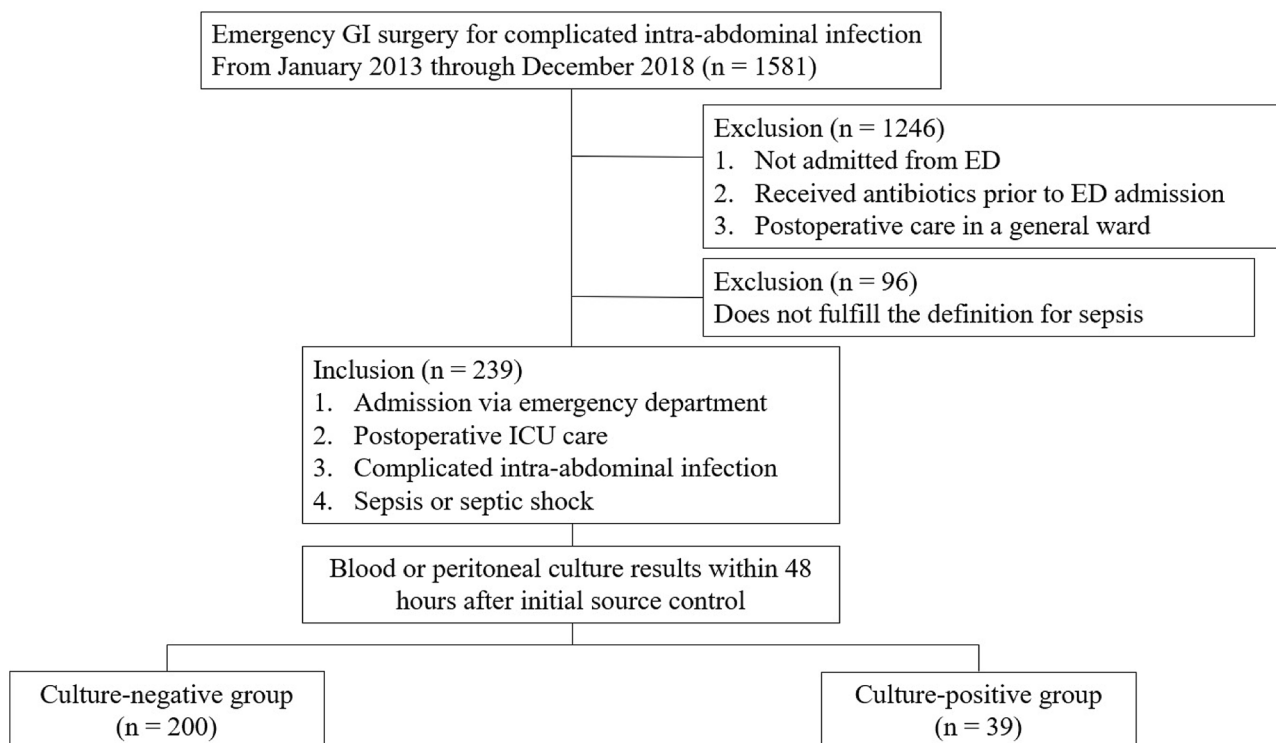 Emergency GI surgery for complicated intra-abdominal infection
From January 2013 through December 2018 (n = 1581)
Exclusion (n = 1246)
1. Not admitted from ED
2. Received antibiotics prior to ED admission
3. Postoperative care in a general ward
Exclusion (n = 96)
Does not fulfill the definition for sepsis
Inclusion (n = 239)
1. Admission via emergency department
2. Postoperative ICU care
3. Complicated intra-abdominal infection
4. Sepsis or septic shock
Blood or peritoneal culture results within 48
hours after initial source control
Culture-negative group
(n = 200)
Culture-positive group
(n = 39)